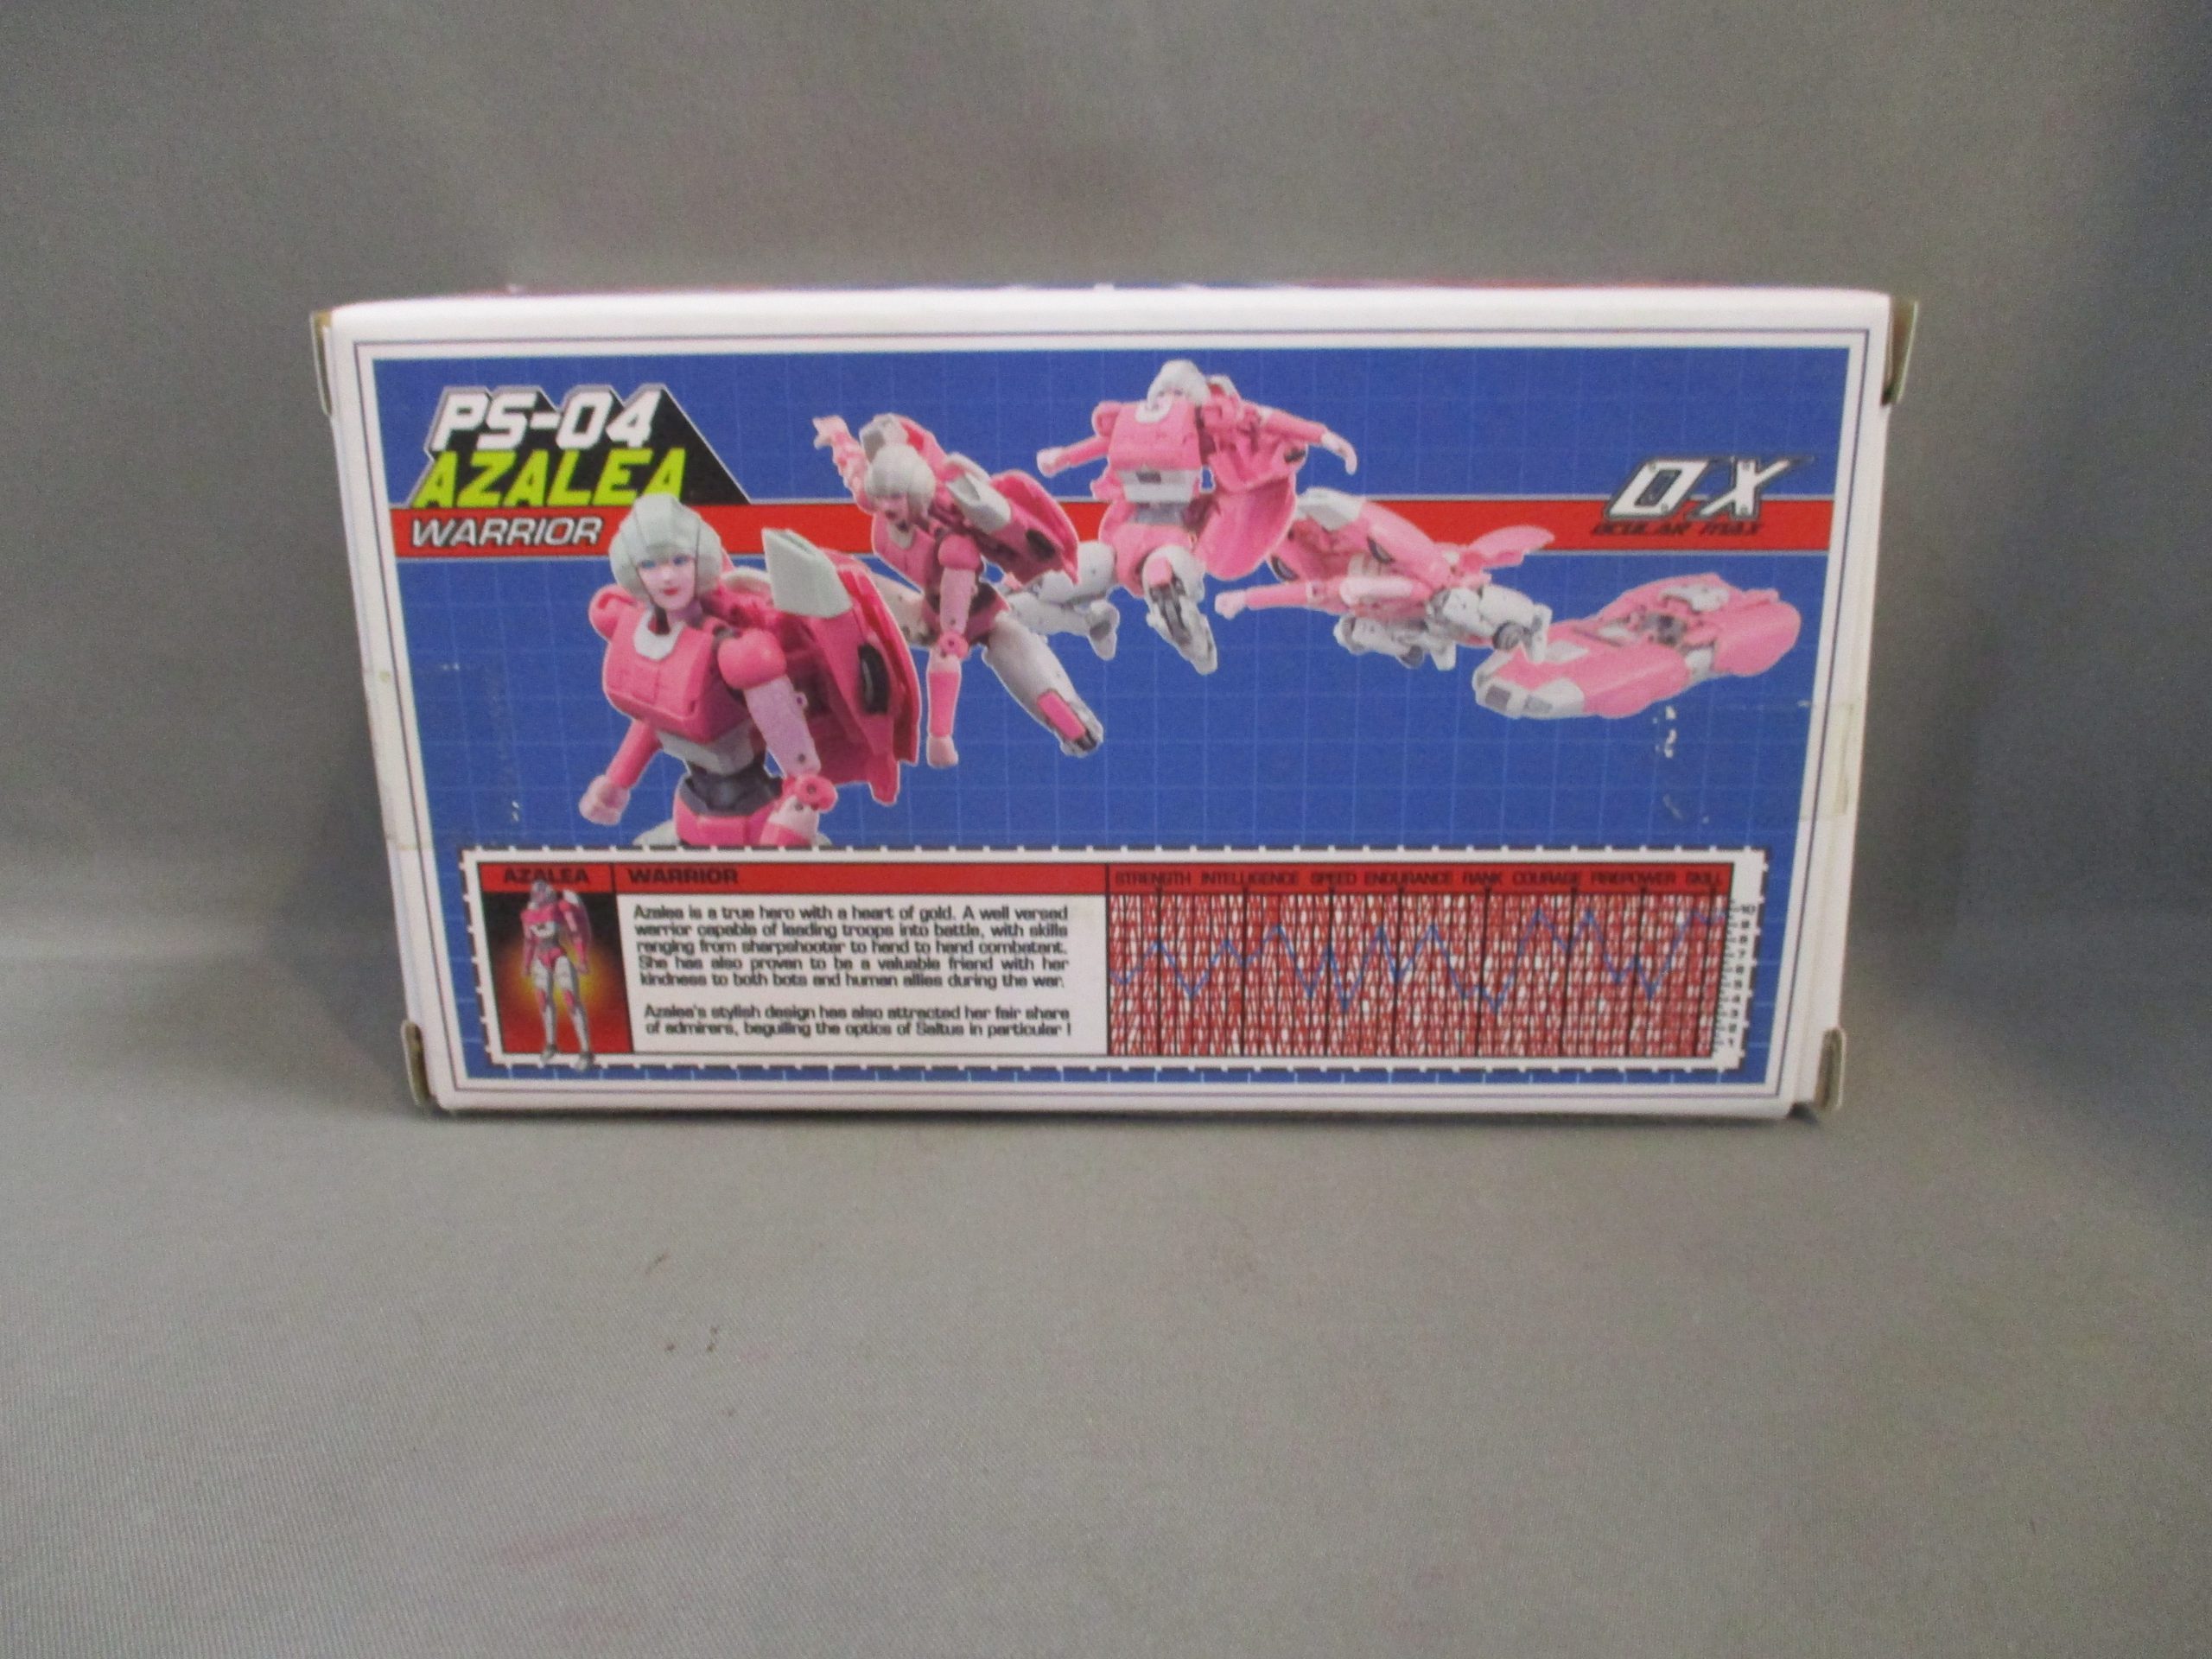 PS-04
AZALEA
WARRIOR
OX
OCULAR MAX
AZALEA
WARRIOR
STRENGTH INTELLIGENCE SPEED ENDURANCE RANK COURAGE FIREPOWER SKILL
10
Azalea is a true hero with a heart of gold. A well versed
warrior capable of leading troops into battle, with skills
ranging from sharpshooter to hand to hand combatant.
She has also proven to be a valuable friend with her
kindness to both bots and human allies during the war.
Azalea's stylish design has also attracted her fair share
of admirers, beguiling the optics of Saltus in particular !